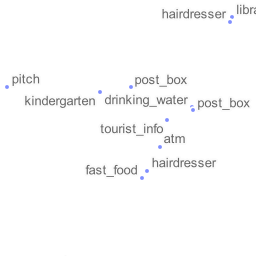 hairdresser
pitch
post_box
kindergarten
drinking_water
post_box
tourist_info
atm
hairdresser
fast_food